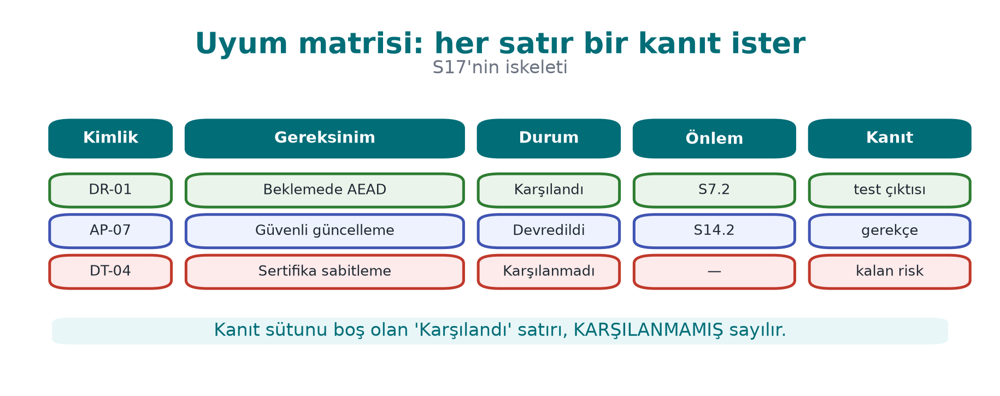 Uyum matrisi: her satır bir kanıt ister
S17'nin iskeleti
Kimlik Gereksinim Durum Önlem Kanıt
DR-01 Beklemede AEAD Karşılandı S7.2 test çıktısı
AP-07 Güvenli güncelleme Devredildi S14.2 gerekçe
DT-04 Sertifika sabitleme Karşılanmadı — kalan risk
Kanıt sütunu boş olan 'Karşılandı' satırı, KARŞILANMAMIŞ sayılır.